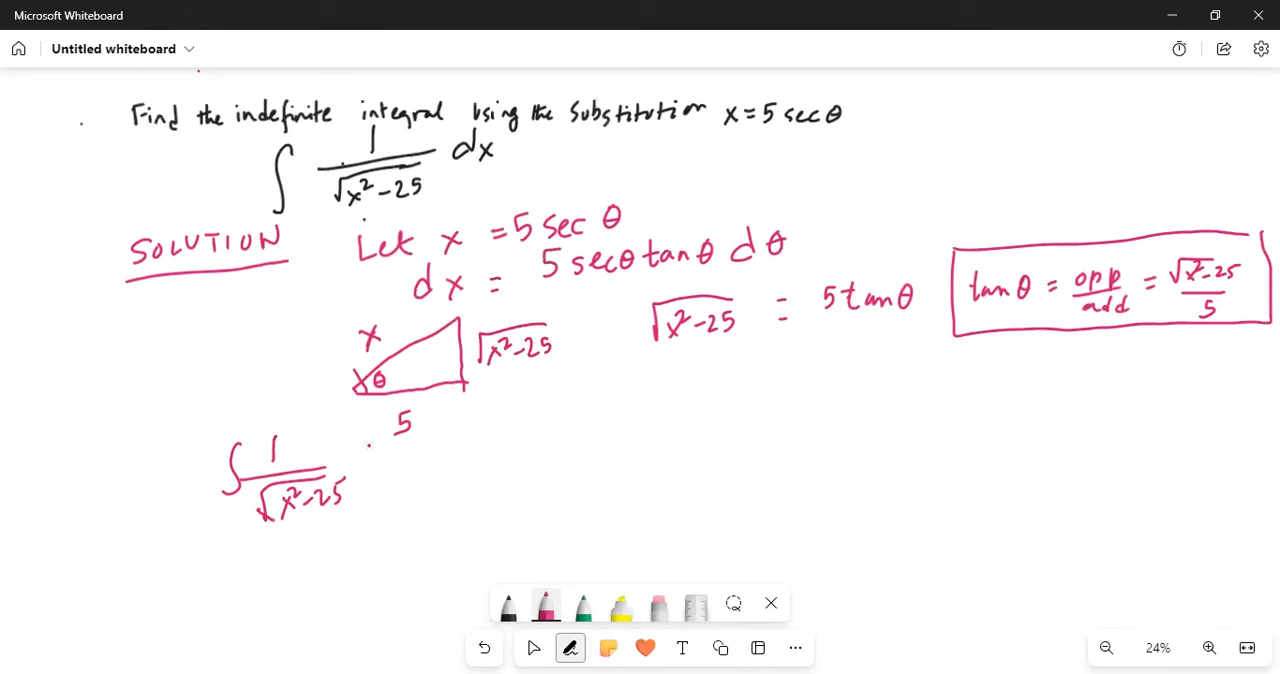 Microsoft Whiteboard
Untitled whiteboard
Find the indefinite integral using the substitution x = 5 sec θ
∫ 1/√(x² - 25) dx
SOLUTION
Let x = 5 sec θ
dx = 5 secθ tanθ dθ
√(x² - 25) = 5 tanθ
tanθ = opp/add = √(x² - 25)/5
x
θ
√(x² - 25)
5
∫ 1/√(x² - 25)
T
24%